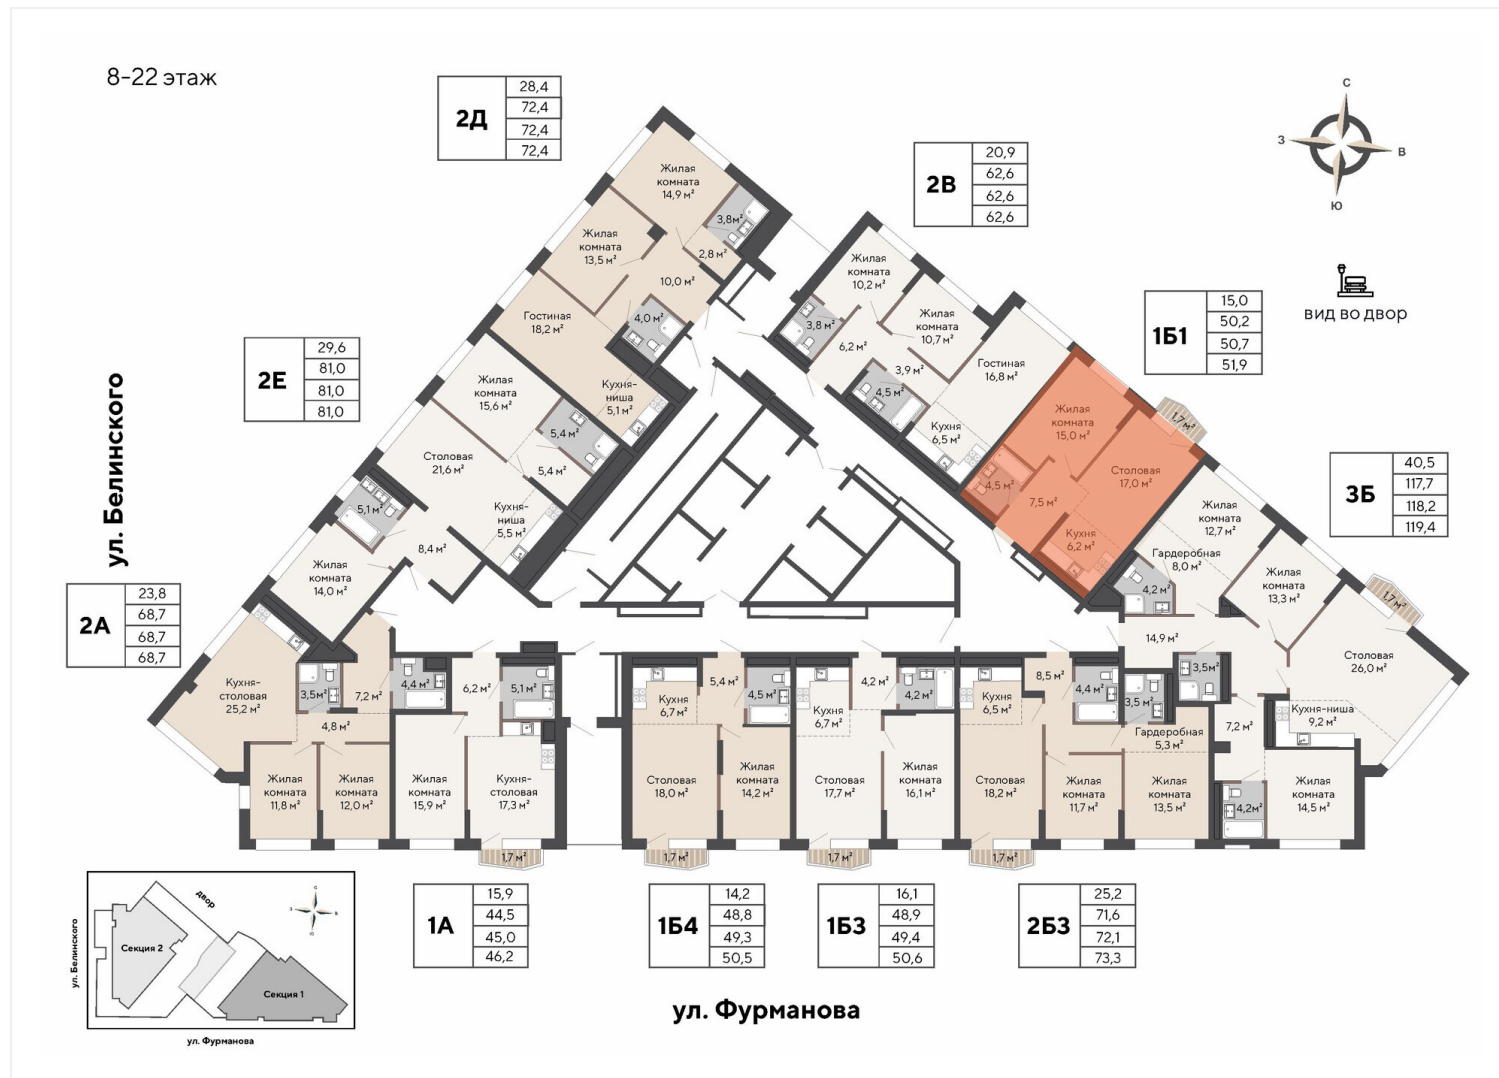 8-22 этаж
2Д
28,4
72,4
72,4
72,4
2В
20,9
62,6
62,6
62,6
С
З
В
Ю
вид во двор
1Б1
15,0
50,2
50,7
51,9
2Е
29,6
81,0
81,0
81,0
3Б
40,5
117,7
118,2
119,4
2А
23,8
68,7
68,7
68,7
ул. Белинского
Жилая
комната
14,9 м²
3,8м²
2,8 м²
Жилая
комната
13,5 м²
10,0 м²
4,0 м²
Гостиная
18,2 м²
Кухня-
ниша
5,1 м²
Жилая
комната
15,6 м²
5,4 м²
5,4 м²
Столовая
21,6 м²
Кухня-
ниша
5,5 м²
5,1 м²
8,4 м²
Жилая
комната
14,0 м²
Жилая
комната
10,2 м²
3,8 м²
6,2 м²
Жилая
комната
10,7 м²
3,9 м²
4,5 м²
Гостиная
16,8 м²
Кухня
6,5 м²
Жилая
комната
15,0 м²
1,7 м²
Столовая
17,0 м²
4,5 м²
7,5 м²
Кухня
6,2 м²
Жилая
комната
12,7 м²
Гардеробная
8,0 м²
4,2 м²
Жилая
комната
13,3 м²
1,7 м²
14,9 м²
3,5м²
Столовая
26,0 м²
Кухня-ниша
9,2 м²
7,2 м²
4,2м²
Жилая
комната
14,5 м²
Кухня-
столовая
25,2 м²
3,5м²
7,2 м²
4,8 м²
Жилая
комната
11,8 м²
Жилая
комната
12,0 м²
4,4 м²
6,2 м²
5,1 м²
Жилая
комната
15,9 м²
Кухня-
столовая
17,3 м²
1,7 м²
5,4 м²
4,5 м²
Кухня
6,7 м²
Столовая
18,0 м²
Жилая
комната
14,2 м²
1,7 м²
4,2 м²
4,2 м²
Кухня
6,7 м²
Столовая
17,7 м²
Жилая
комната
16,1 м²
1,7 м²
8,5 м²
4,4 м²
Кухня
6,5 м²
3,5 м²
Гардеробная
5,3 м²
Столовая
18,2 м²
Жилая
комната
11,7 м²
Жилая
комната
13,5 м²
1,7 м²
1А
15,9
44,5
45,0
46,2
1Б4
14,2
48,8
49,3
50,5
1Б3
16,1
48,9
49,4
50,6
2Б3
25,2
71,6
72,1
73,3
ул. Фурманова
двор
С
З
В
Ю
Секция 2
Секция 1
ул. Белинского
ул. Фурманова